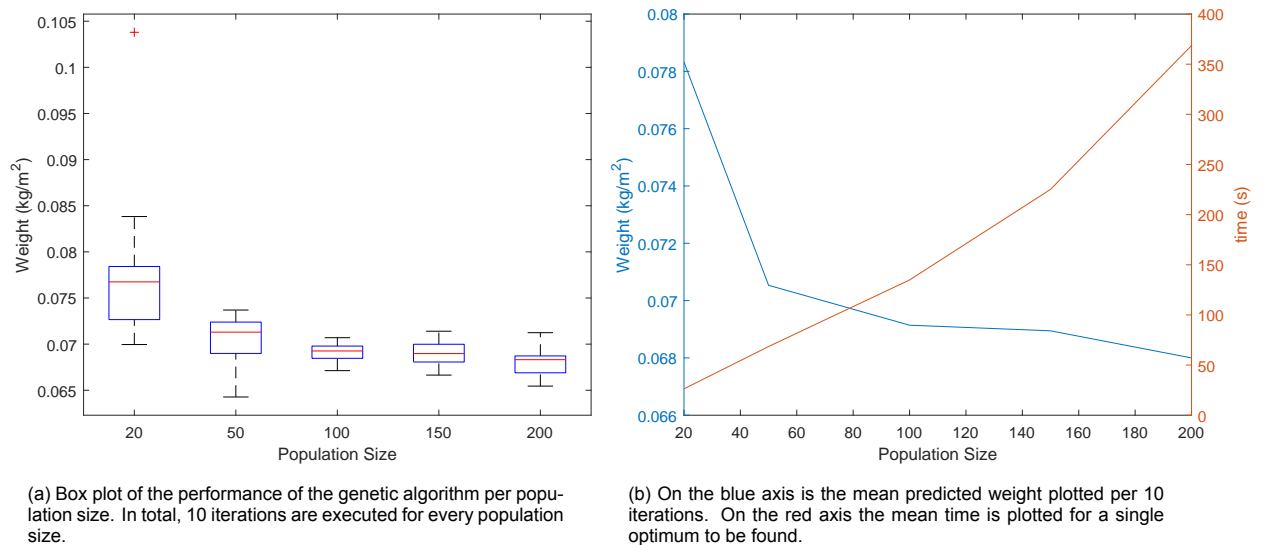 0.105
0.1
0.095
0.09
0.085
0.08
0.075
0.07
0.065
Weight (kg/m²)
20 50 100 150 200
Population Size
0.08
0.078
0.076
0.074
0.072
0.07
0.068
0.066
Weight (kg/m²)
400
350
300
250
200
150
100
50
0
time (s)
20 40 60 80 100 120 140 160 180 200
Population Size
(a) Box plot of the performance of the genetic algorithm per popu-
lation size. In total, 10 iterations are executed for every population
size.
(b) On the blue axis is the mean predicted weight plotted per 10
iterations. On the red axis the mean time is plotted for a single
optimum to be found.